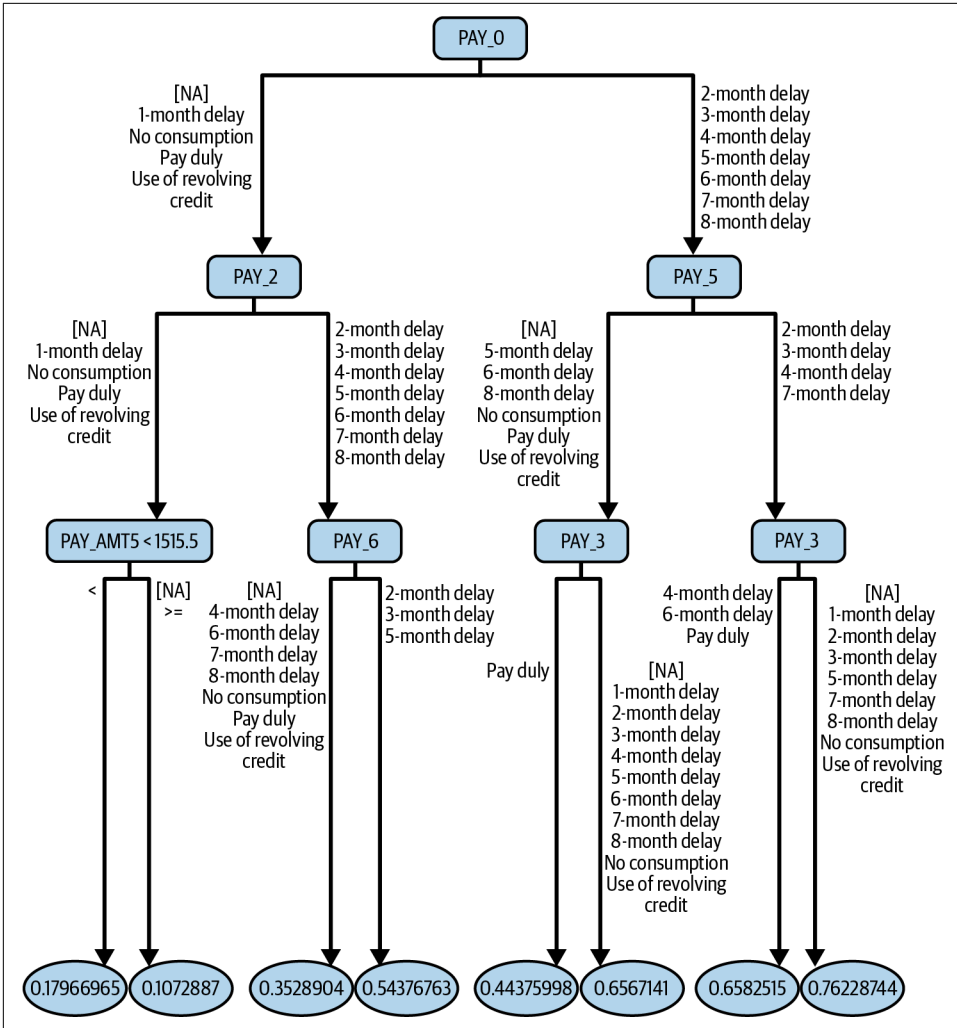 PAY_0
[NA]
1-month delay
No consumption
Pay duly
Use of revolving
credit
2-month delay
3-month delay
4-month delay
5-month delay
6-month delay
7-month delay
8-month delay
PAY_2
PAY_5
[NA]
1-month delay
No consumption
Pay duly
Use of revolving
credit
2-month delay
3-month delay
4-month delay
5-month delay
6-month delay
7-month delay
8-month delay
[NA]
5-month delay
6-month delay
8-month delay
No consumption
Pay duly
Use of revolving
credit
2-month delay
3-month delay
4-month delay
7-month delay
PAY_AMT5 < 1515.5
PAY_6
PAY_3
PAY_3
<
[NA]
>=
[NA]
4-month delay
6-month delay
7-month delay
8-month delay
No consumption
Pay duly
Use of revolving
credit
2-month delay
3-month delay
5-month delay
Pay duly
[NA]
1-month delay
2-month delay
3-month delay
4-month delay
5-month delay
6-month delay
7-month delay
8-month delay
No consumption
Use of revolving
credit
4-month delay
6-month delay
Pay duly
[NA]
1-month delay
2-month delay
3-month delay
5-month delay
7-month delay
8-month delay
No consumption
Use of revolving
credit
0.17966965
0.1072887
0.3528904
0.54376763
0.44375998
0.6567141
0.6582515
0.76228744